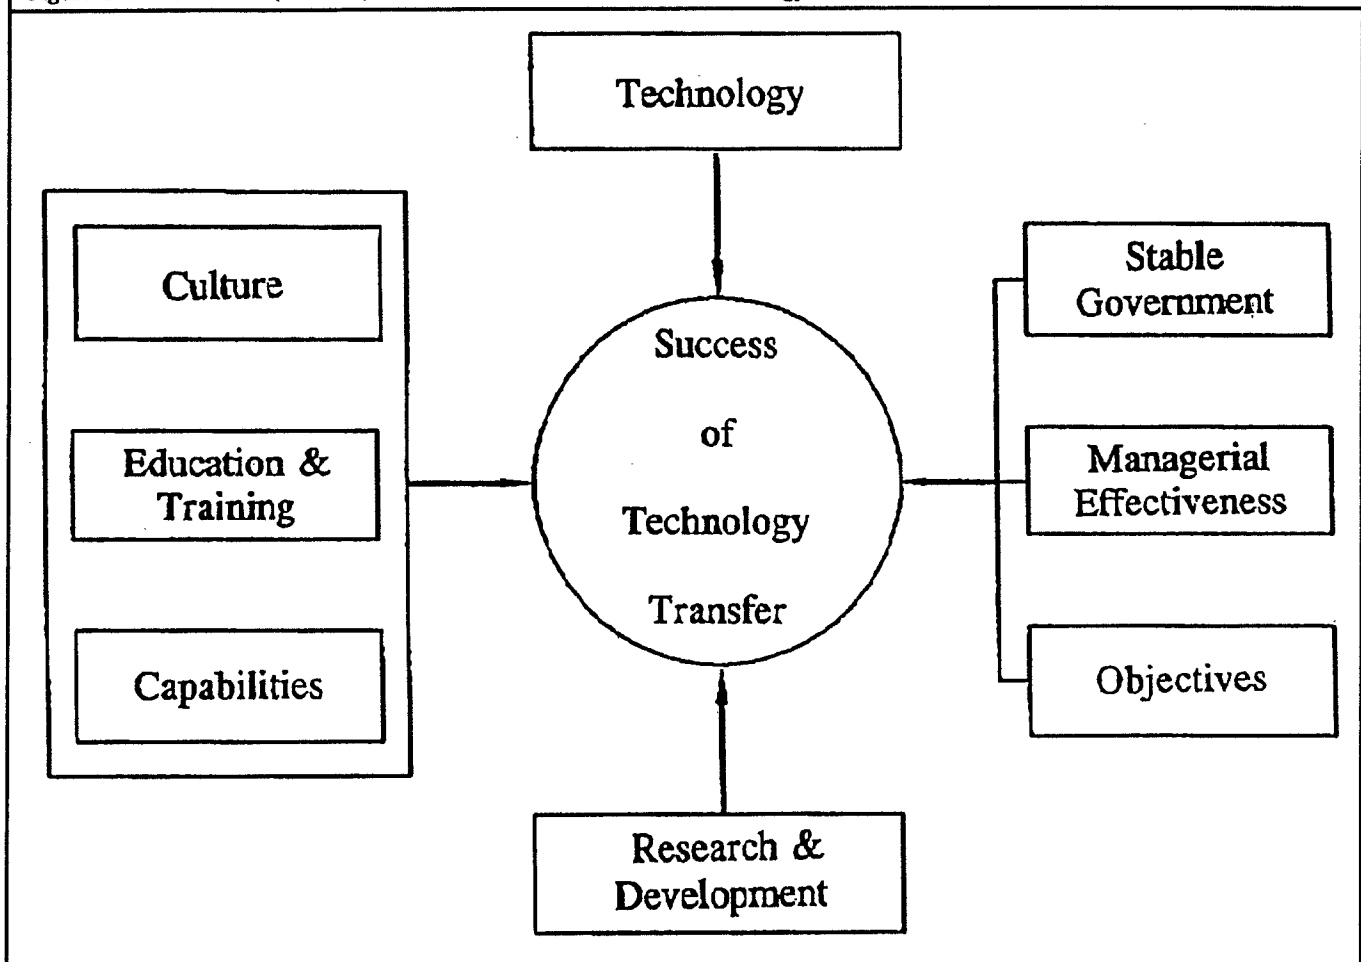 Technology
Culture
Education &
Training
Capabilities
Success
of
Technology
Transfer
Stable
Government
Managerial
Effectiveness
Objectives
Research &
Development